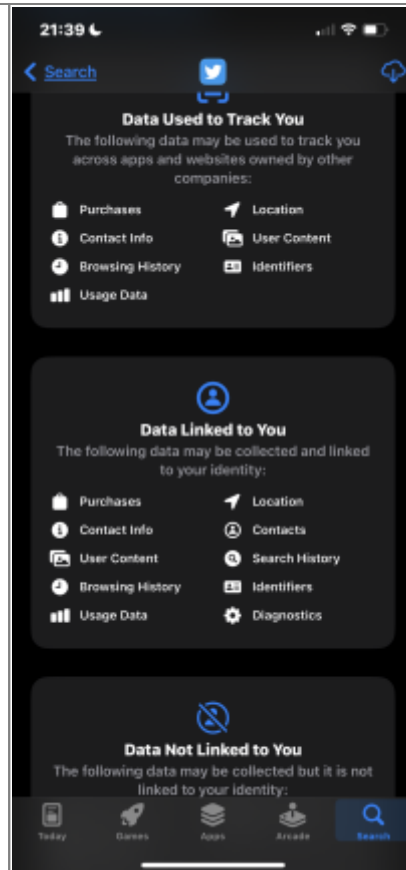 21:39
Search
Data Used to Track You
The following data may be used to track you
across apps and websites owned by other
companies:
Purchases
Location
Contact Info
User Content
Browsing History
Identifiers
Usage Data
Data Linked to You
The following data may be collected and linked
to your identity:
Purchases
Location
Contact Info
Contacts
User Content
Search History
Browsing History
Identifiers
Usage Data
Diagnostics
Data Not Linked to You
The following data may be collected but it is not
linked to your identity:
Today
Games
Apps
Arcade
Search